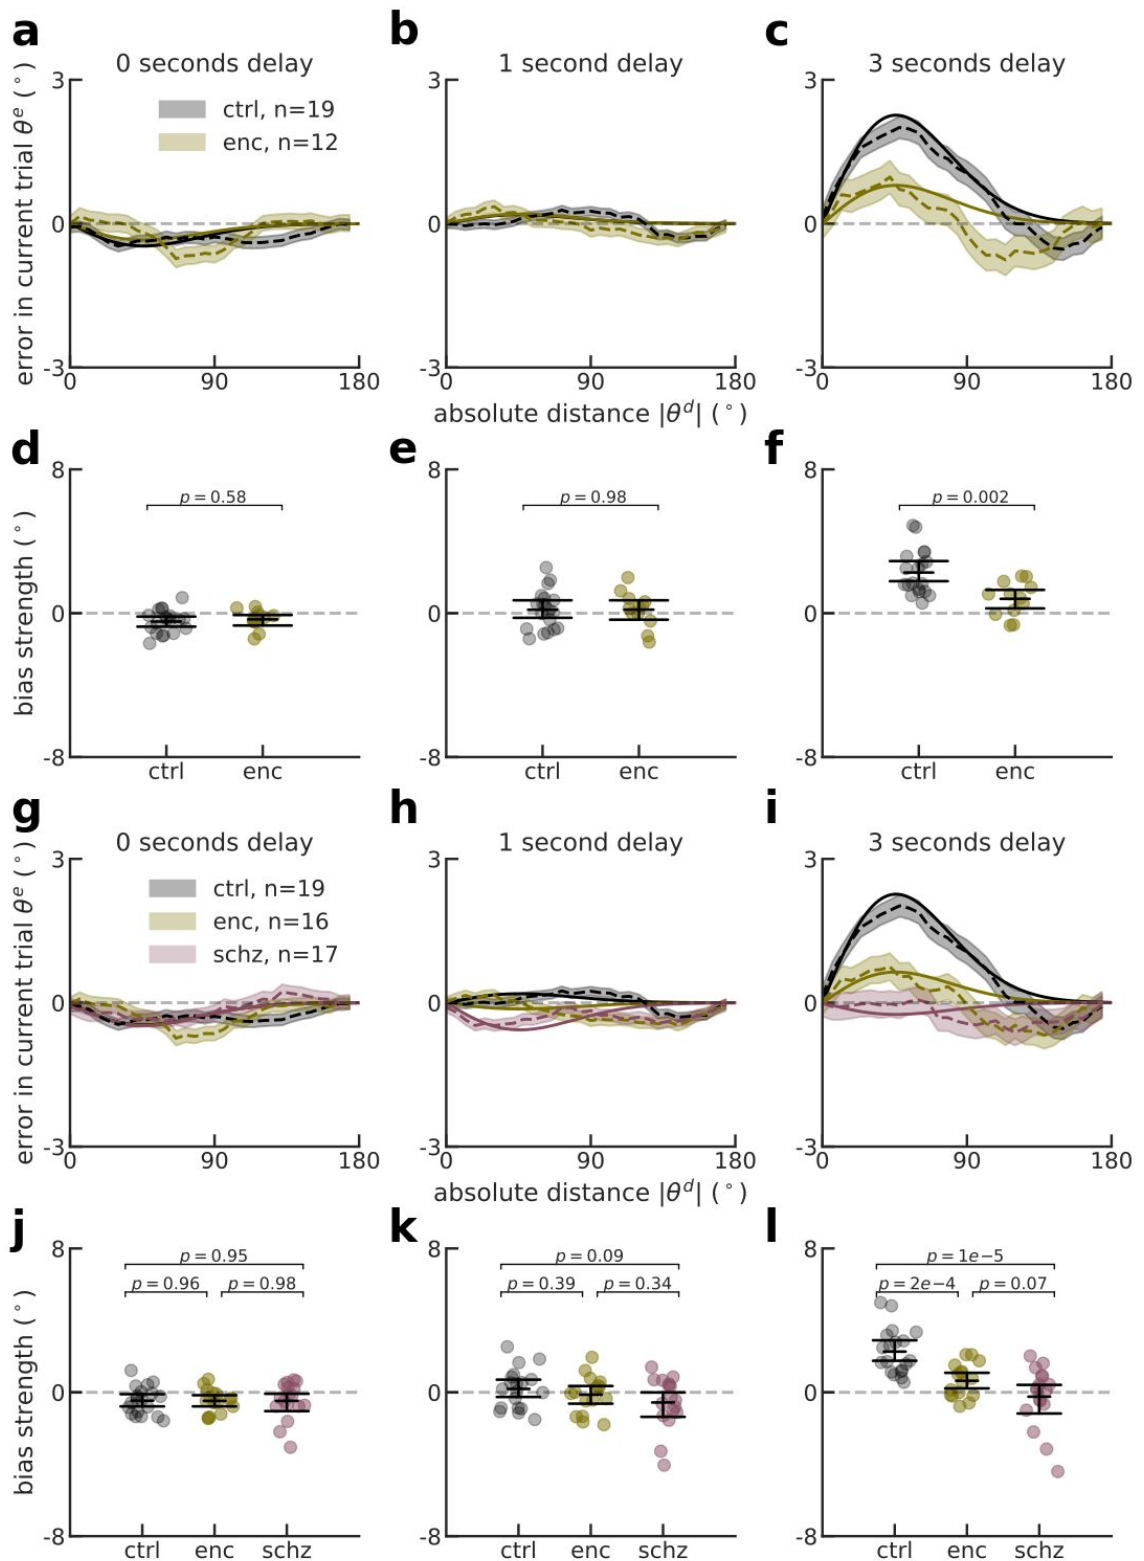 a
b
c
0 seconds delay
1 second delay
3 seconds delay
error in current trial θᵉ (°)
3
0
-3
ctrl, n=19
enc, n=12
0 90 180
0 90 180
3
0
-3
0 90 180
absolute distance |θᵈ| (°)
d
e
f
bias strength (°)
8
0
-8
p = 0.58
ctrl enc
8
0
-8
p = 0.98
ctrl enc
8
0
-8
p = 0.002
ctrl enc
g
h
i
0 seconds delay
1 second delay
3 seconds delay
error in current trial θᵉ (°)
3
0
-3
ctrl, n=19
enc, n=16
schz, n=17
0 90 180
3
0
-3
0 90 180
3
0
-3
0 90 180
absolute distance |θᵈ| (°)
j
k
l
bias strength (°)
8
0
-8
p = 0.95
p = 0.96 p = 0.98
ctrl enc schz
8
0
-8
p = 0.09
p = 0.39 p = 0.34
ctrl enc schz
8
0
-8
p = 1e−5
p = 2e−4 p = 0.07
ctrl enc schz